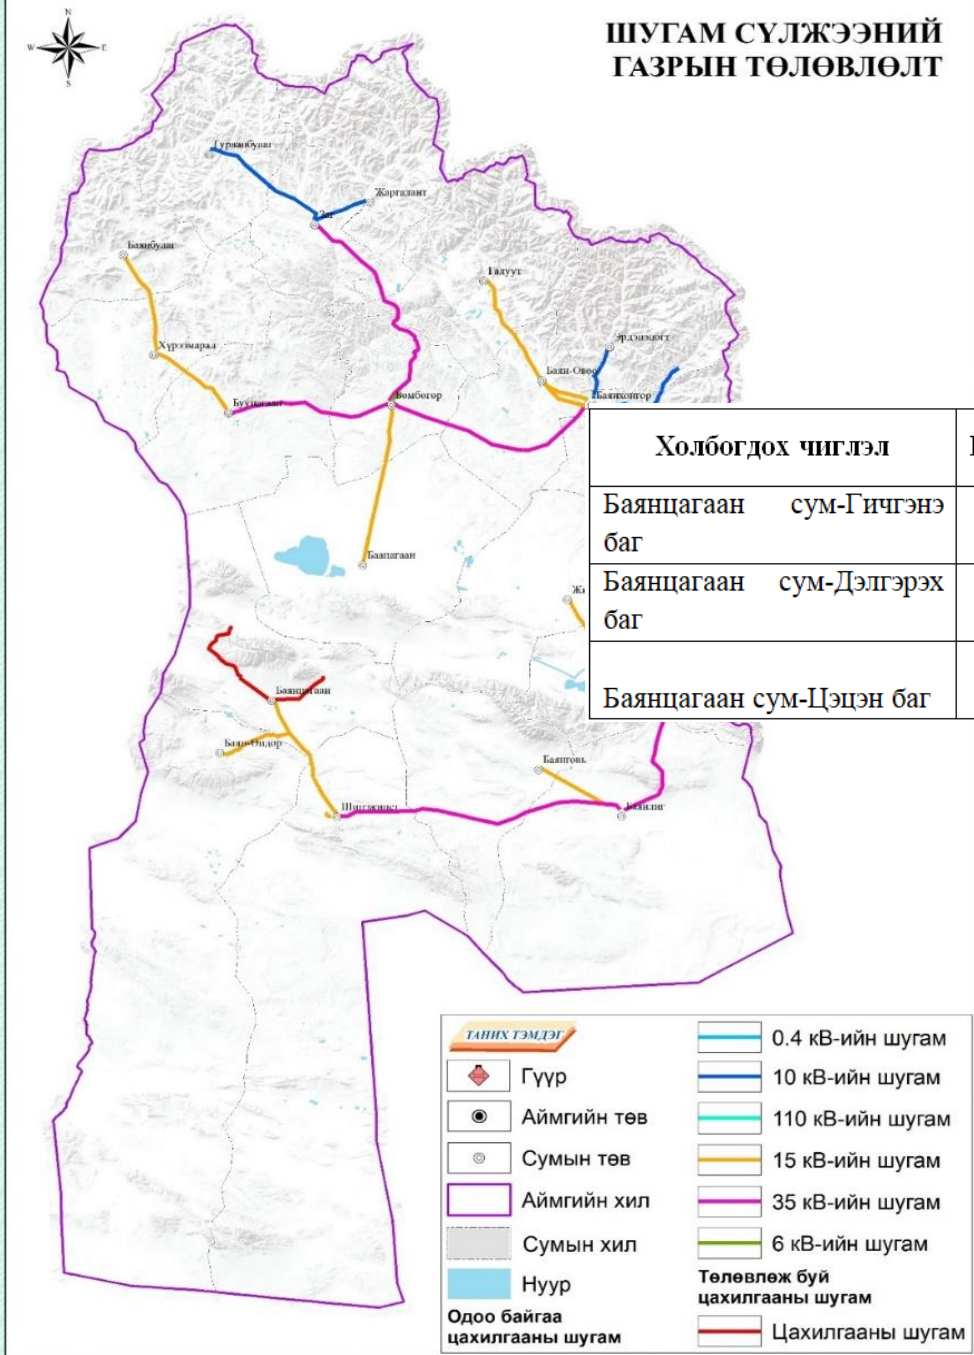 N
W
E
S
ШУГАМ СҮЛЖЭЭНИЙ
ГАЗРЫН ТӨЛӨВЛӨЛТ
Гурванбулаг
Жаргалант
Заг
Баянбулаг
Галуут
Хүрээмарал
Эрдэнэцогт
Баян-Овоо
Баянхонгор
Бууцагаан
Бөмбөгөр
Холбогдох чиглэл
Баянцагаан сум-Гичгэнэ
баг
Баянцагаан сум-Дэлгэрэх
баг
Баянцагаан сум-Цэцэн баг
Баацагаан
Баянцагаан
Баян-Өндөр
Шинэжинст
Баянлиг
ТАНИХ ТЭМДЭГ
Гүүр
Аймгийн төв
Сумын төв
Аймгийн хил
Сумын хил
Нуур
Одоо байгаа
цахилгааны шугам
0.4 кВ-ийн шугам
10 кВ-ийн шугам
110 кВ-ийн шугам
15 кВ-ийн шугам
35 кВ-ийн шугам
6 кВ-ийн шугам
Төлөвлөж буй
цахилгааны шугам
Цахилгааны шугам